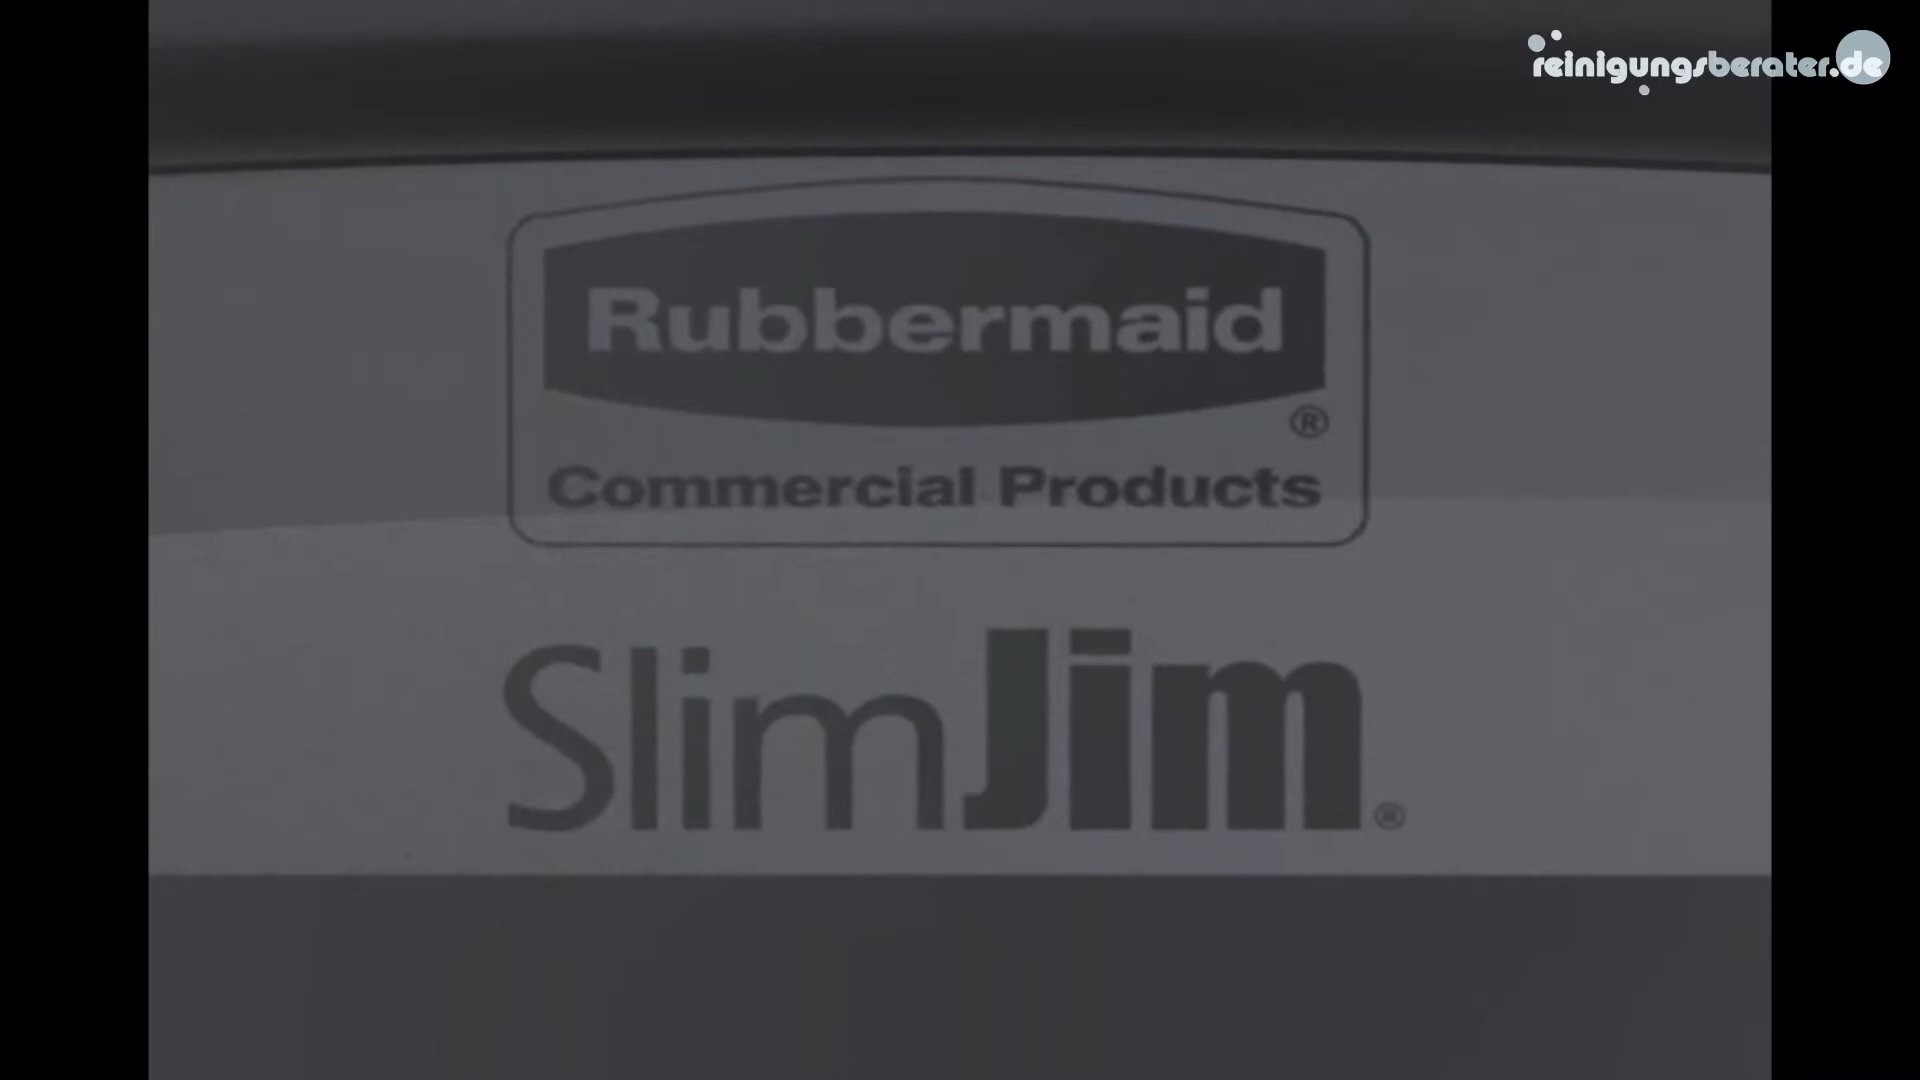 reinigungsberater.de
Rubbermaid
®
Commercial Products
SlimJim®